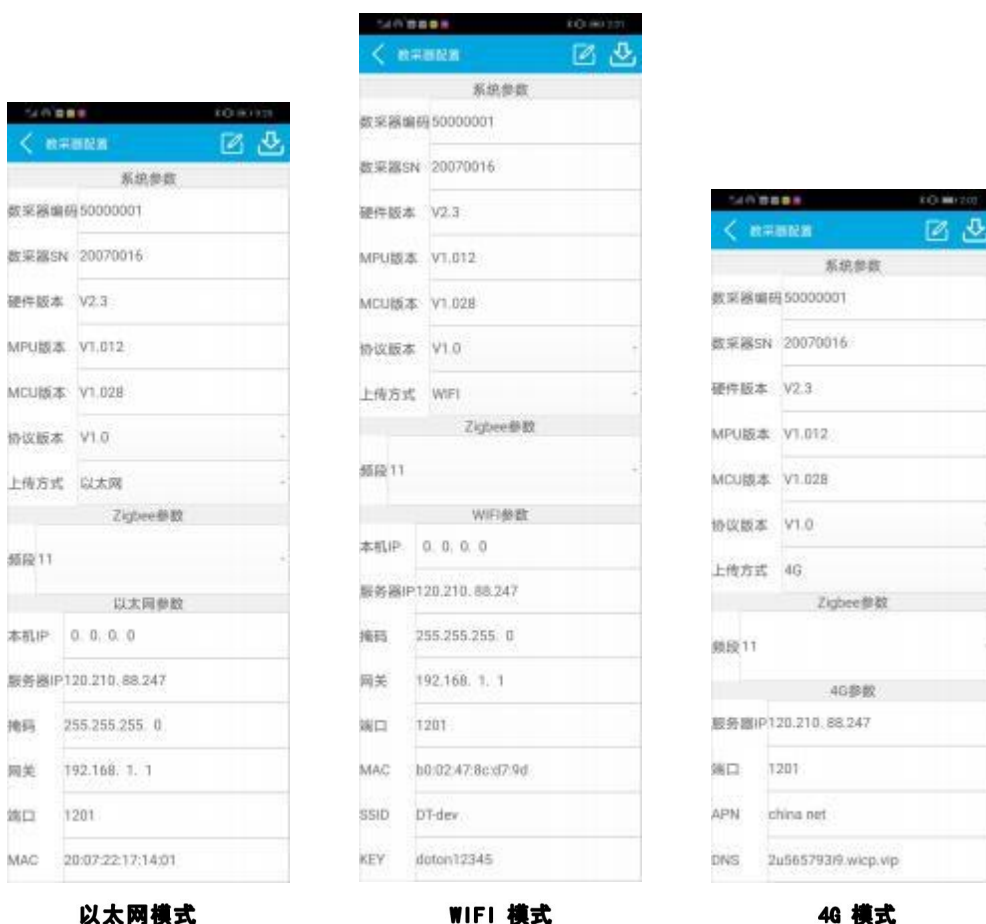 数采器配置
系统参数
数采器编码 50000001
数采器SN 20070016
硬件版本 V2.3
MPU版本 V1.012
MCU版本 V1.028
协议版本 V1.0
上传方式 以太网
Zigbee参数
频段 11
以太网参数
本机IP 0. 0. 0. 0
服务器IP 120.210. 88.247
掩码 255.255.255. 0
网关 192.168. 1. 1
端口 1201
MAC 20:07:22:17:14:01
以太网模式
数采器配置
系统参数
数采器编码 50000001
数采器SN 20070016
硬件版本 V2.3
MPU版本 V1.012
MCU版本 V1.028
协议版本 V1.0
上传方式 WIFI
Zigbee参数
频段 11
WIFI参数
本机IP 0. 0. 0. 0
服务器IP 120.210. 88.247
掩码 255.255.255. 0
网关 192.168. 1. 1
端口 1201
MAC b0:02:47:8c:d7:9d
SSID DT-dev
KEY doton12345
WIFI 模式
数采器配置
系统参数
数采器编码 50000001
数采器SN 20070016
硬件版本 V2.3
MPU版本 V1.012
MCU版本 V1.028
协议版本 V1.0
上传方式 4G
Zigbee参数
频段 11
4G参数
服务器IP 120.210. 88.247
端口 1201
APN china net
DNS
4G 模式